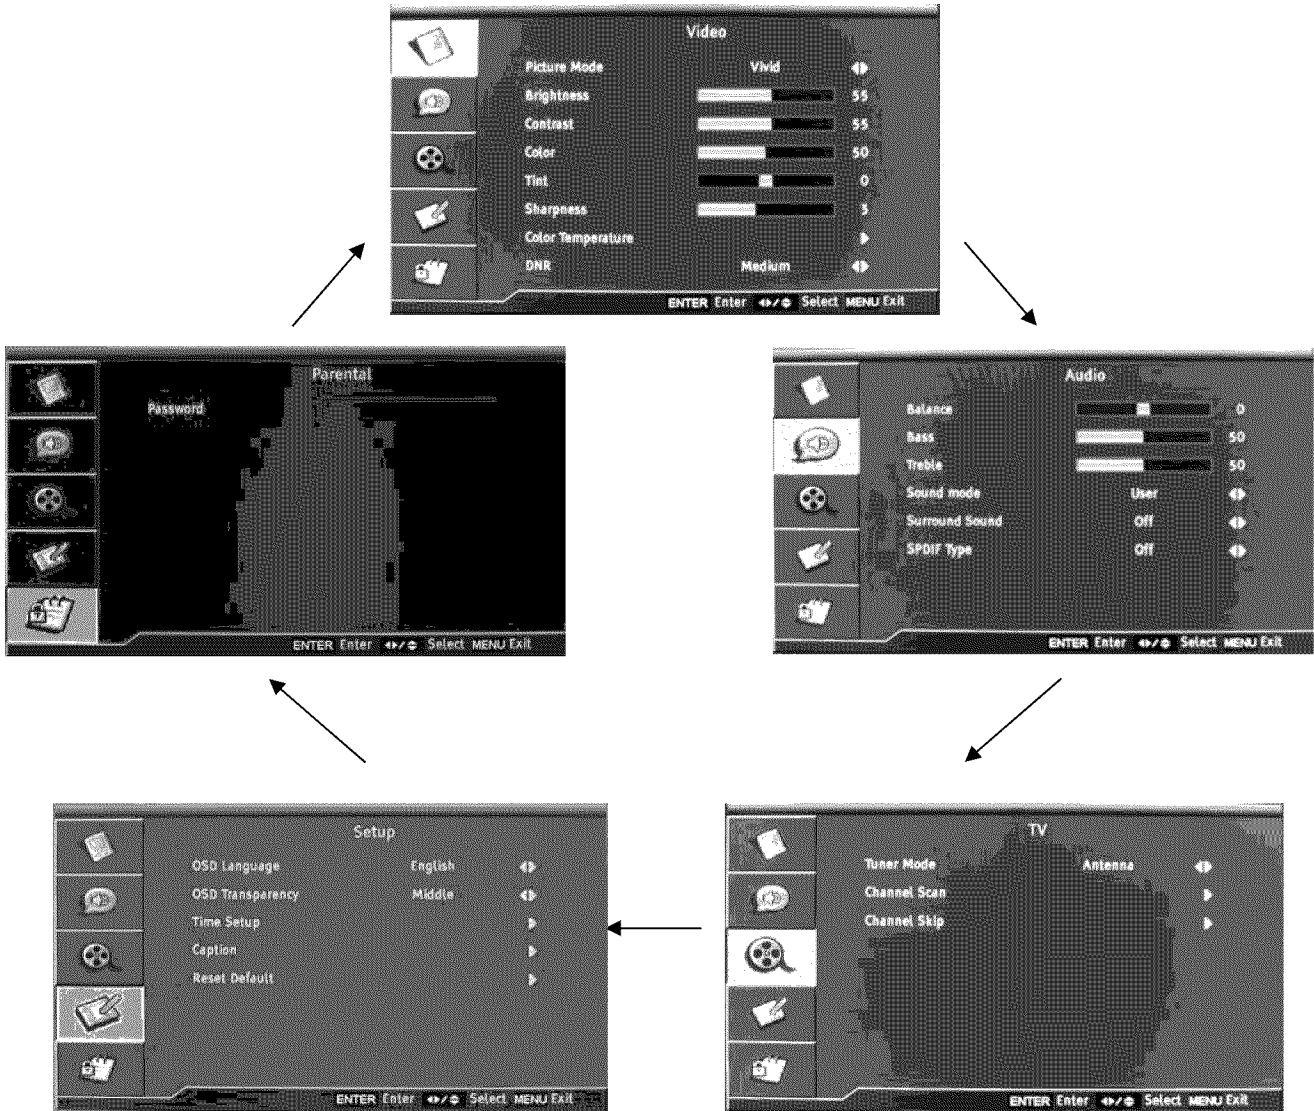 Video
Picture Mode Vivid
Brightness 55
Contrast 55
Color 50
Tint 0
Sharpness 3
Color Temperature
DNR Medium
ENTER Enter Select MENU Exit
Parental
Password
ENTER Enter Select MENU Exit
Audio
Balance 0
Bass 50
Treble 50
Sound mode User
Surround Sound Off
SPDIF Type Off
ENTER Enter Select MENU Exit
Setup
OSD Language English
OSD Transparency Middle
Time Setup
Caption
Reset Default
ENTER Enter Select MENU Exit
TV
Tuner Mode Antenna
Channel Scan
Channel Skip
ENTER Enter Select MENU Exit